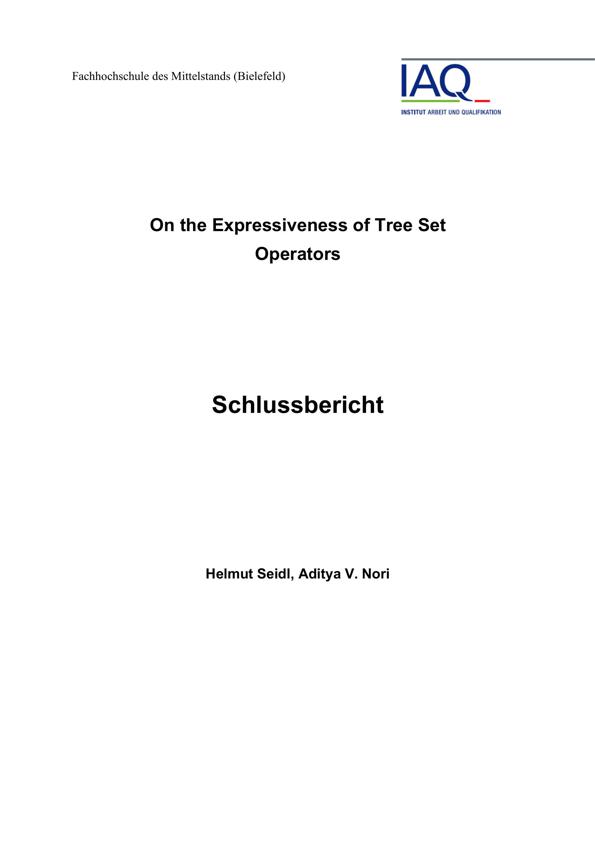 Fachhochschule des Mittelstands (Bielefeld)
IAQ
INSTITUT ARBEIT UND QUALIFIKATION
On the Expressiveness of Tree Set
Operators
Schlussbericht
Helmut Seidl, Aditya V. Nori